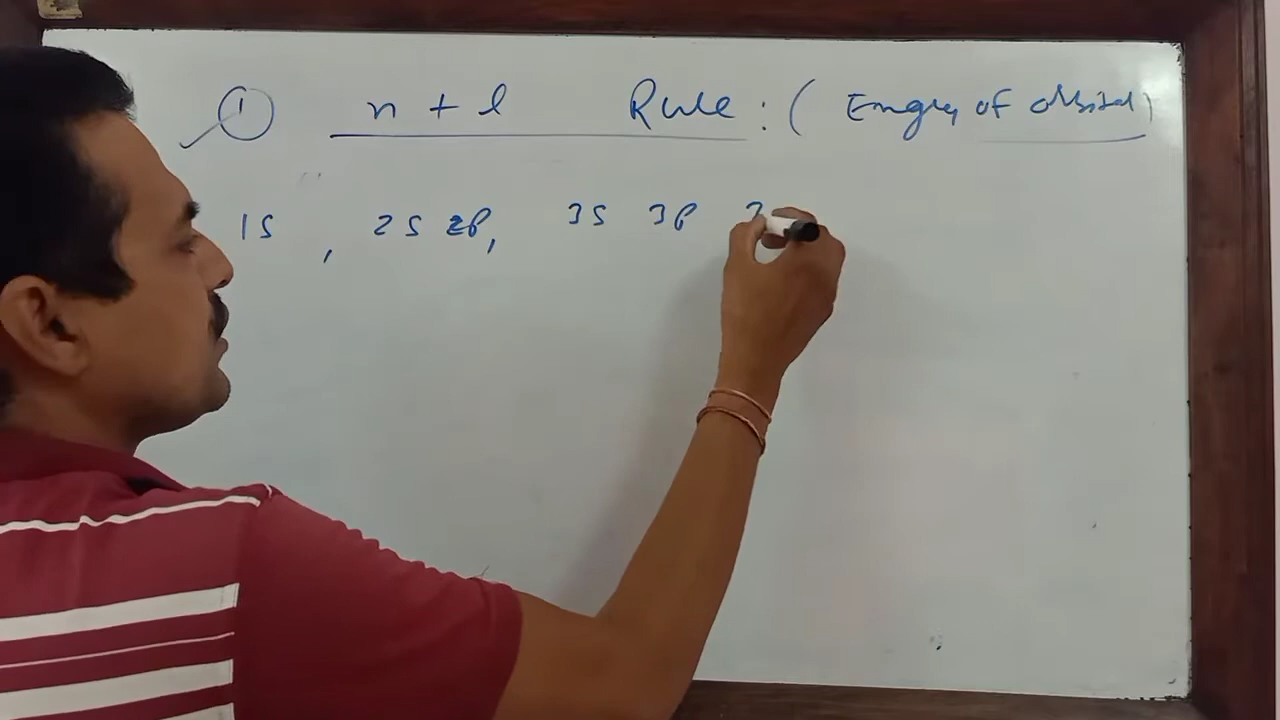 ① n + l Rule : ( Energy of orbital )
1s , 2s 2p, 3s 3p 3